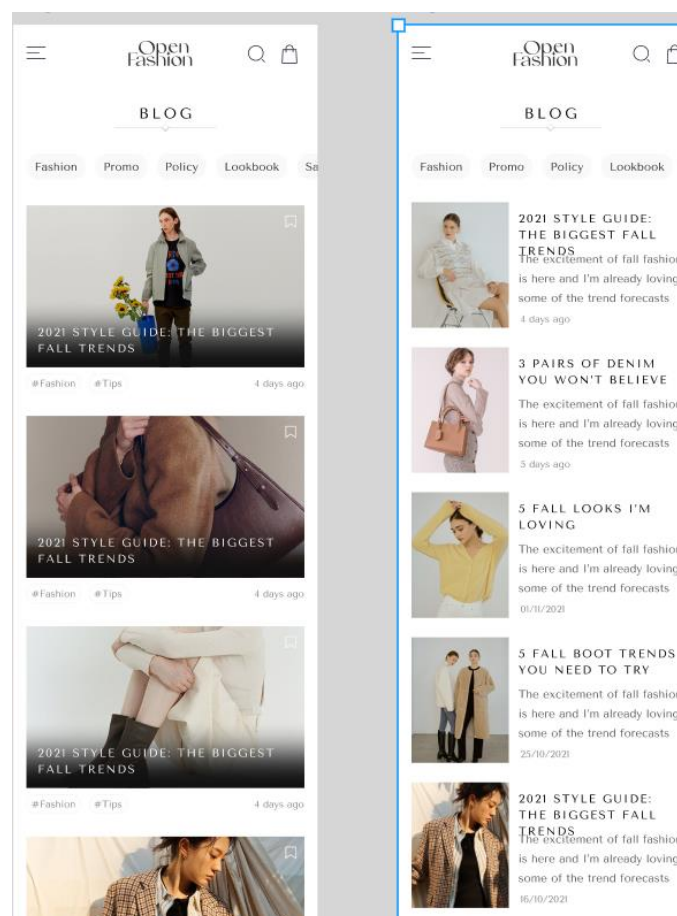 Open
Fashion
BLOG
Fashion Promo Policy Lookbook Sa
2021 STYLE GUIDE: THE BIGGEST
FALL TRENDS
#Fashion #Tips 4 days ago
2021 STYLE GUIDE: THE BIGGEST
FALL TRENDS
#Fashion #Tips 4 days ago
2021 STYLE GUIDE: THE BIGGEST
FALL TRENDS
#Fashion #Tips 4 days ago
Open
Fashion
BLOG
Fashion Promo Policy Lookbook
2021 STYLE GUIDE:
THE BIGGEST FALL
TRENDS
The excitement of fall fashion
is here and I'm already loving
some of the trend forecasts
4 days ago
3 PAIRS OF DENIM
YOU WON'T BELIEVE
The excitement of fall fashion
is here and I'm already loving
some of the trend forecasts
5 days ago
5 FALL LOOKS I'M
LOVING
The excitement of fall fashion
is here and I'm already loving
some of the trend forecasts
01/11/2021
5 FALL BOOT TRENDS
YOU NEED TO TRY
The excitement of fall fashion
is here and I'm already loving
some of the trend forecasts
25/10/2021
2021 STYLE GUIDE:
THE BIGGEST FALL
TRENDS
The excitement of fall fashion
is here and I'm already loving
some of the trend forecasts
16/10/2021